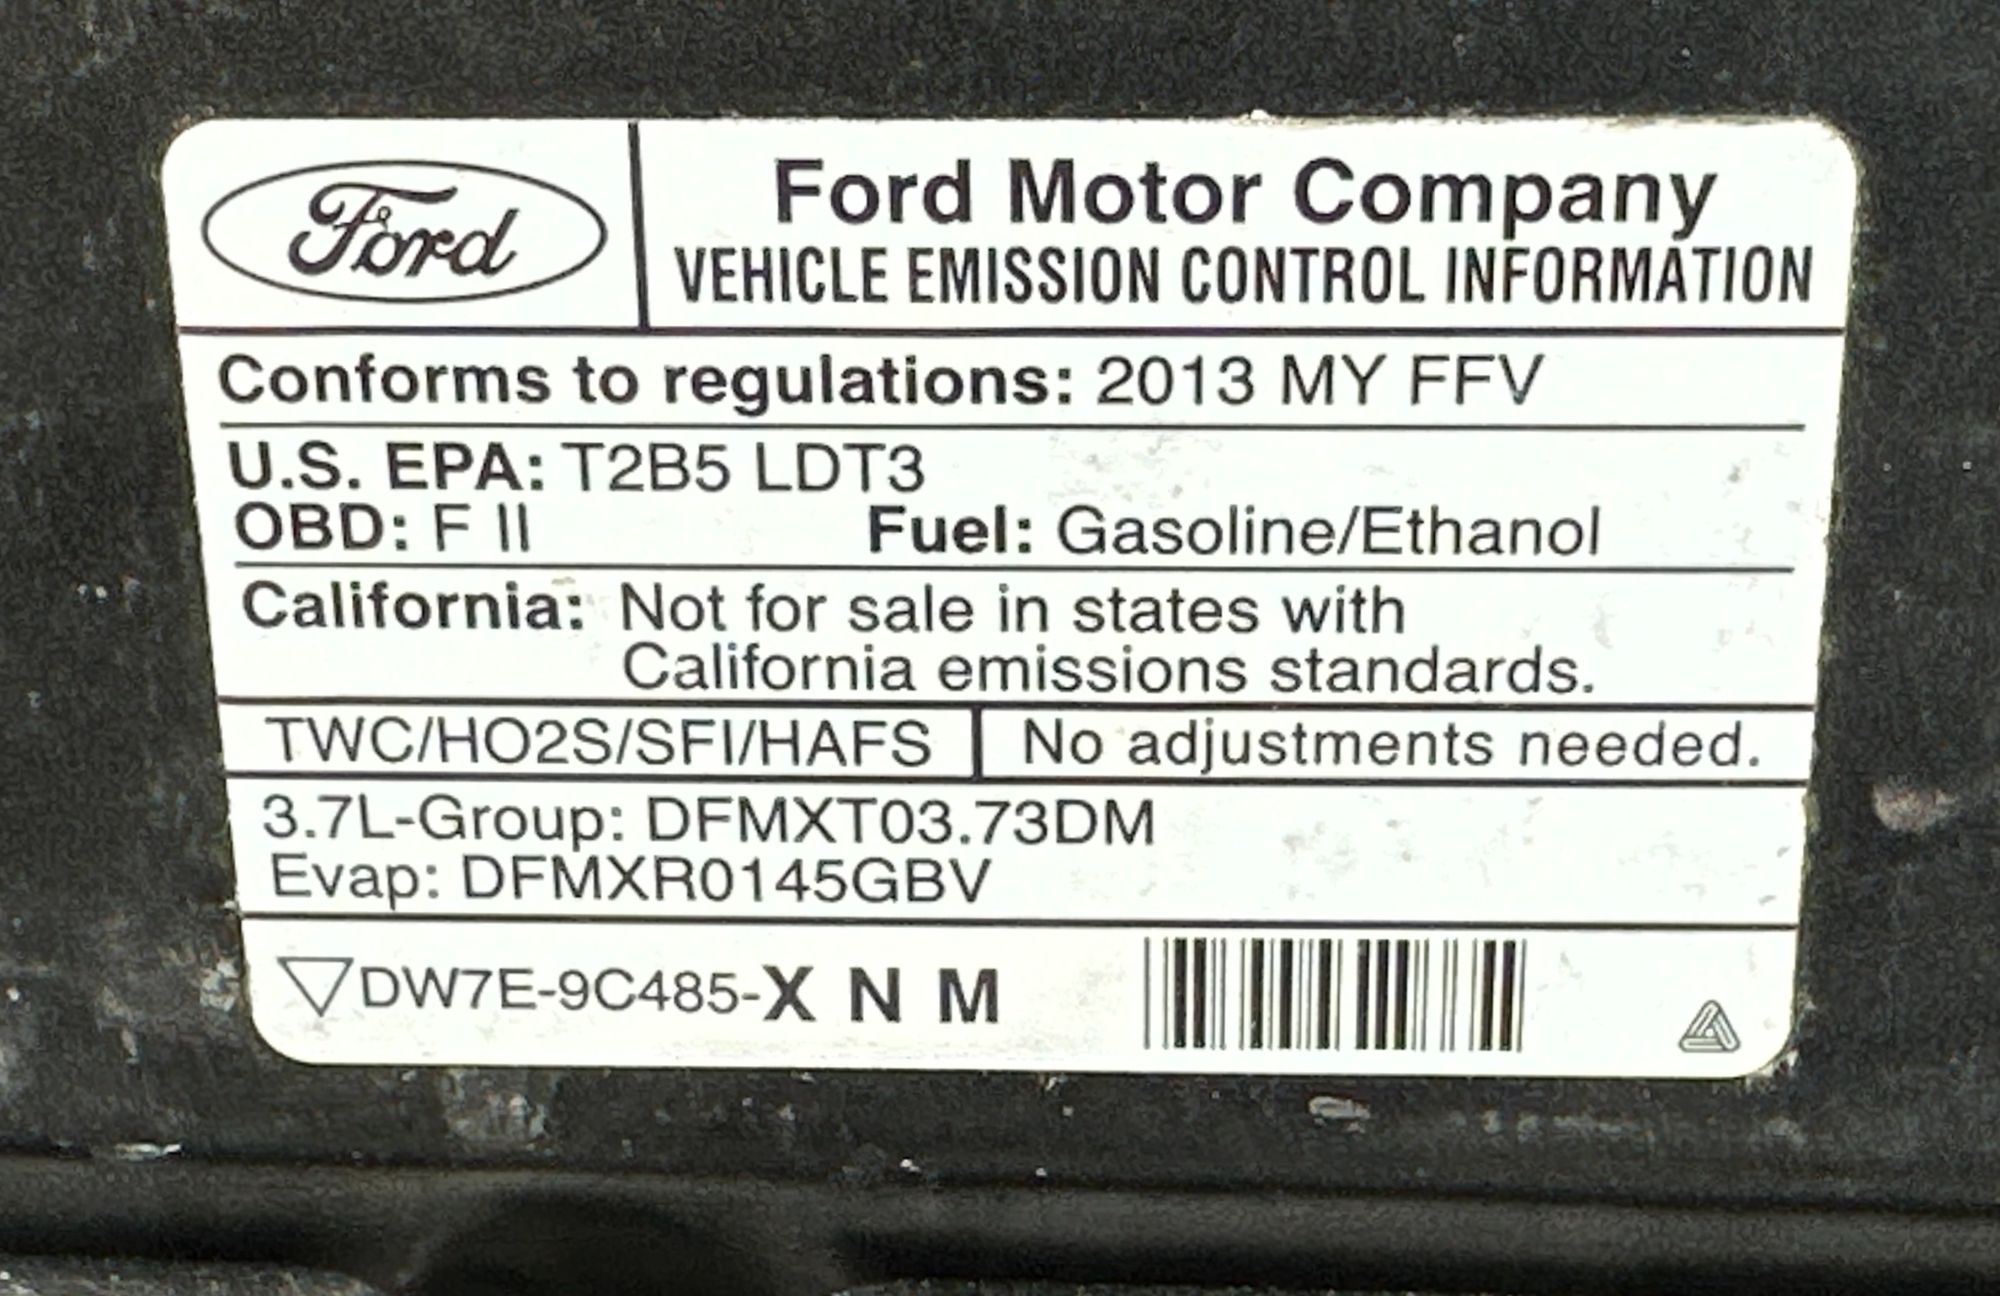 Ford
Ford Motor Company
VEHICLE EMISSION CONTROL INFORMATION
Conforms to regulations: 2013 MY FFV
U.S. EPA: T2B5 LDT3
OBD: F II Fuel: Gasoline/Ethanol
California: Not for sale in states with
California emissions standards.
TWC/HO2S/SFI/HAFS No adjustments needed.
3.7L-Group: DFMXT03.73DM
Evap: DFMXR0145GBV
DW7E-9C485-X N M